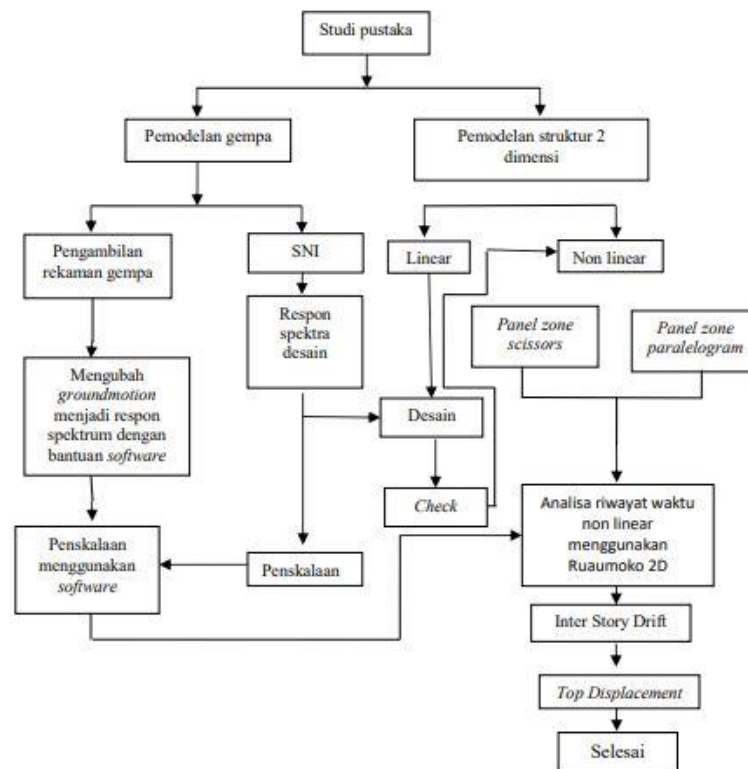 Studi pustaka
Pemodelan gempa
Pemodelan struktur 2
dimensi
Pengambilan
rekaman gempa
SNI
Linear
Non linear
Respon
spektra
desain
Panel zone
scissors
Panel zone
paralelogram
Mengubah
groundmotion
menjadi respon
spektrum dengan
bantuan software
Desain
Check
Analisa riwayat waktu
non linear
menggunakan
Ruaumoko 2D
Penskalaan
menggunakan
software
Penskalaan
Inter Story Drift
Top Displacement
Selesai